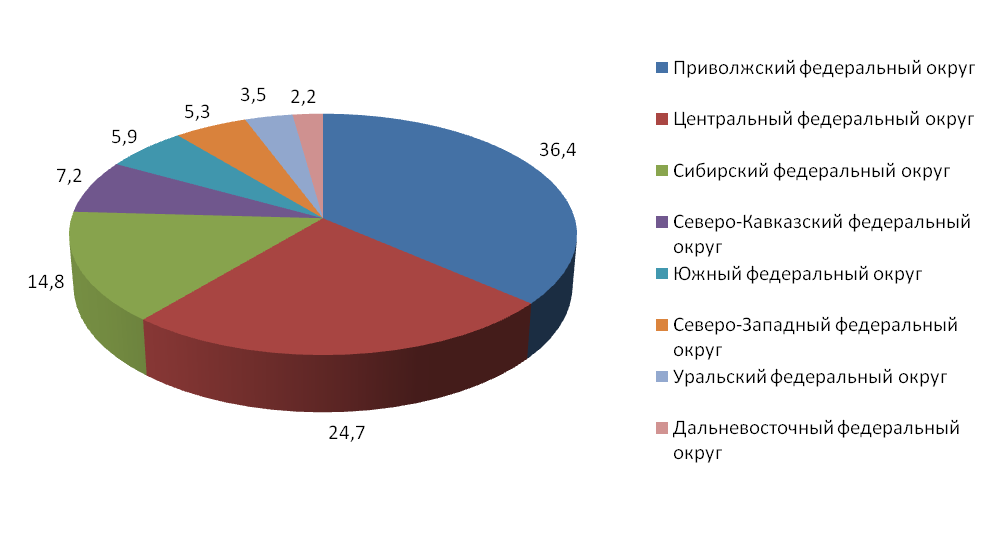 3,5
2,2
5,3
5,9
36,4
7,2
14,8
24,7
Приволжский федеральный округ
Центральный федеральный округ
Сибирский федеральный округ
Северо-Кавказский федеральный
округ
Южный федеральный округ
Северо-Западный федеральный
округ
Уральский федеральный округ
Дальневосточный федеральный
округ